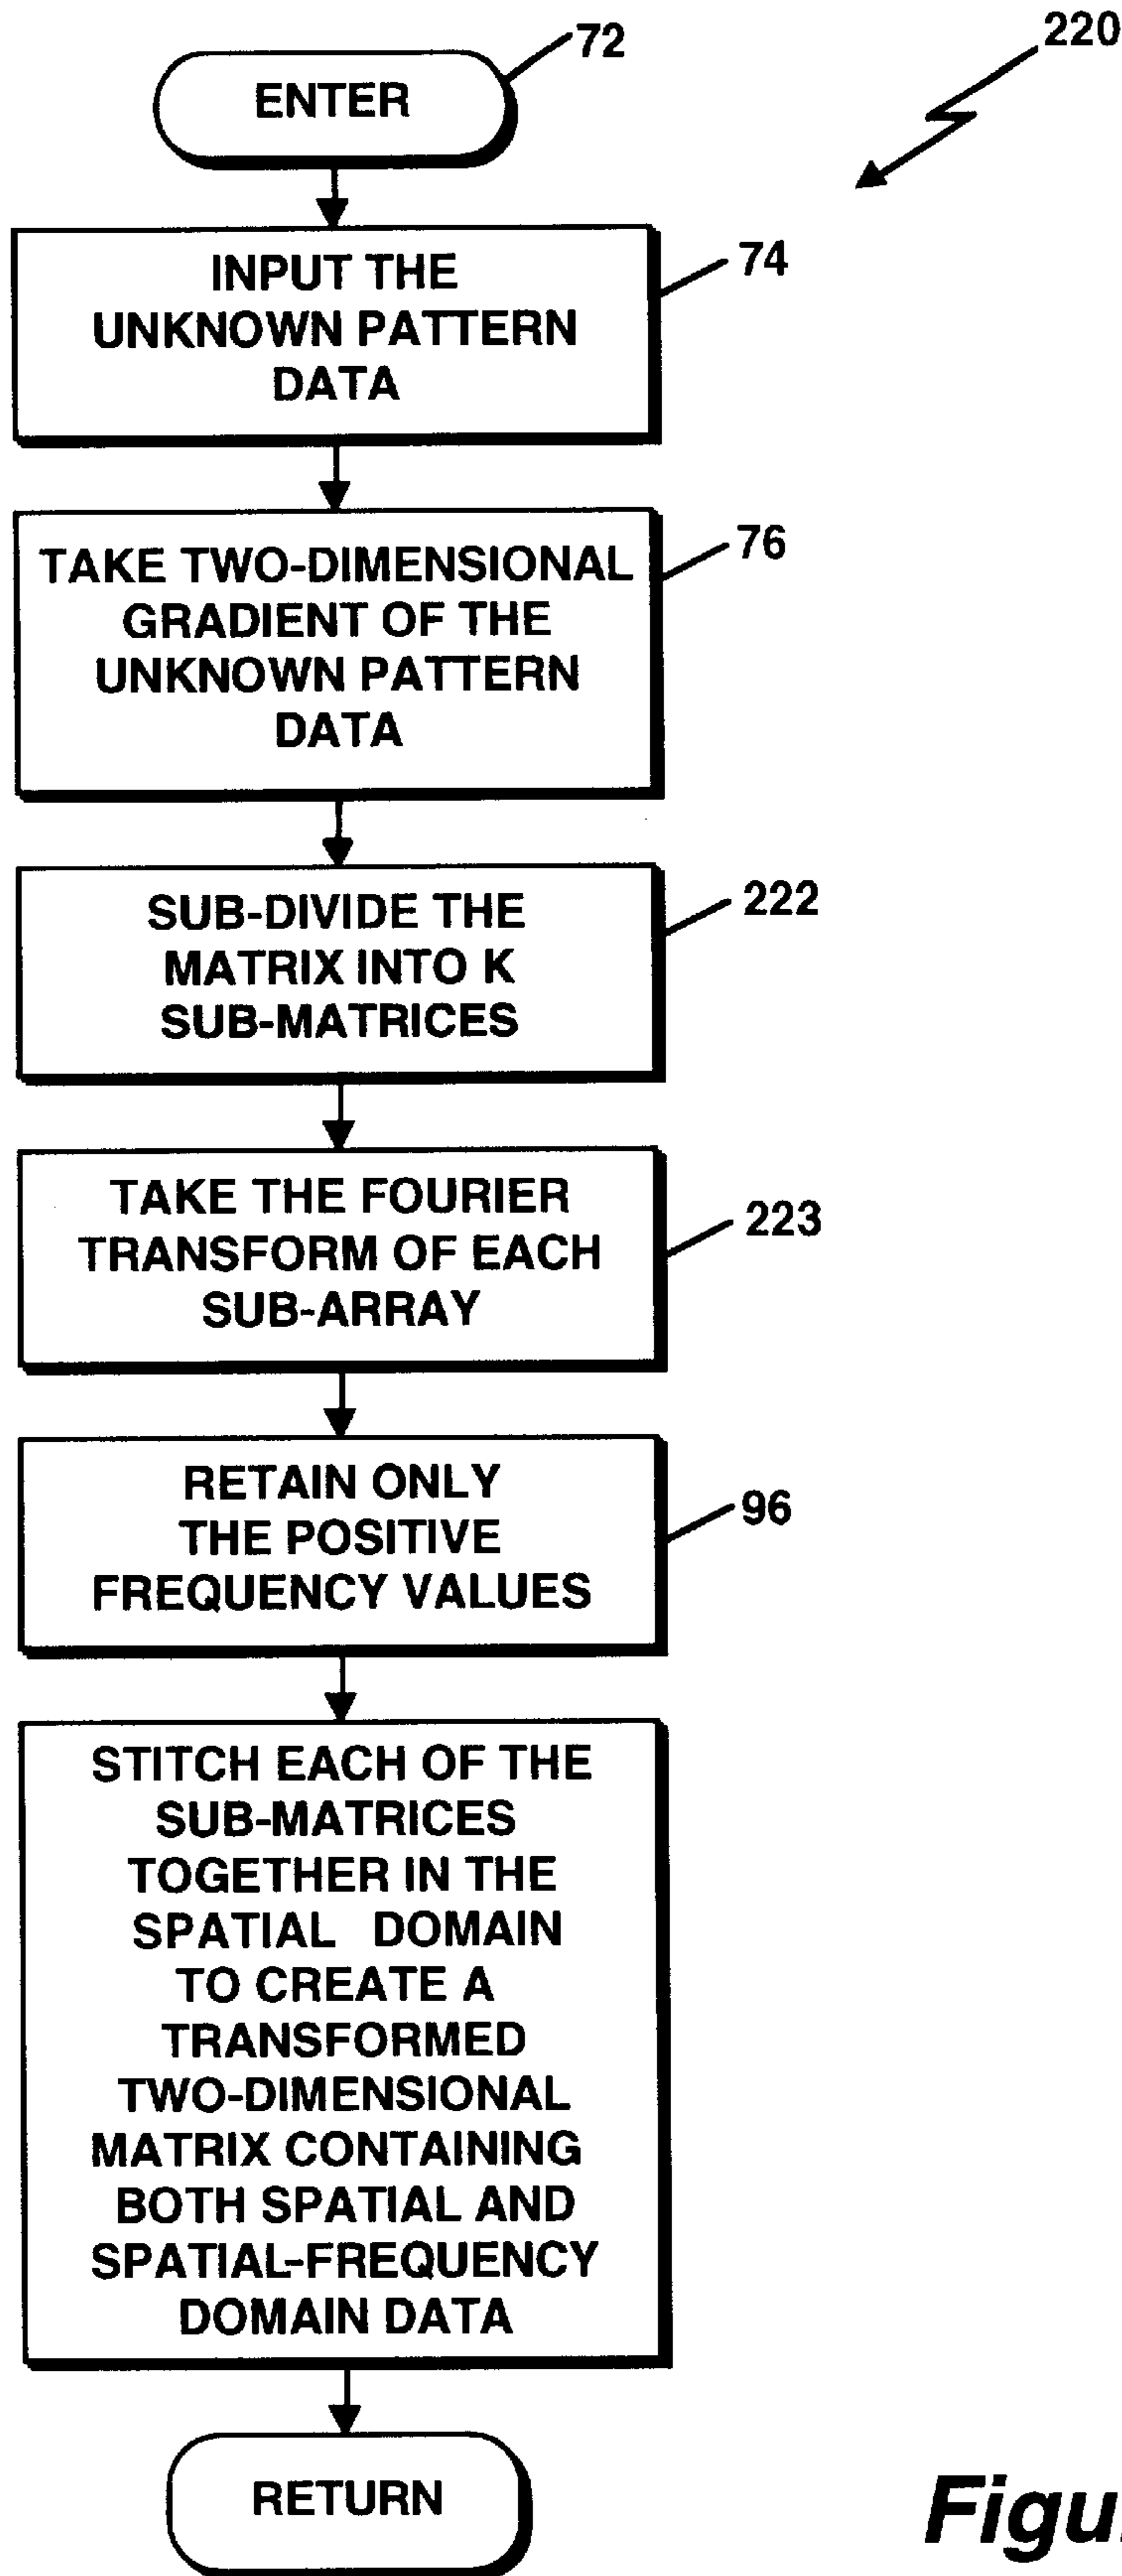 220
72
ENTER
74
INPUT THE
UNKNOWN PATTERN
DATA
76
TAKE TWO-DIMENSIONAL
GRADIENT OF THE
UNKNOWN PATTERN
DATA
222
SUB-DIVIDE THE
MATRIX INTO K
SUB-MATRICES
223
TAKE THE FOURIER
TRANSFORM OF EACH
SUB-ARRAY
96
RETAIN ONLY
THE POSITIVE
FREQUENCY VALUES
STITCH EACH OF THE
SUB-MATRICES
TOGETHER IN THE
SPATIAL DOMAIN
TO CREATE A
TRANSFORMED
TWO-DIMENSIONAL
MATRIX CONTAINING
BOTH SPATIAL AND
SPATIAL-FREQUENCY
DOMAIN DATA
RETURN